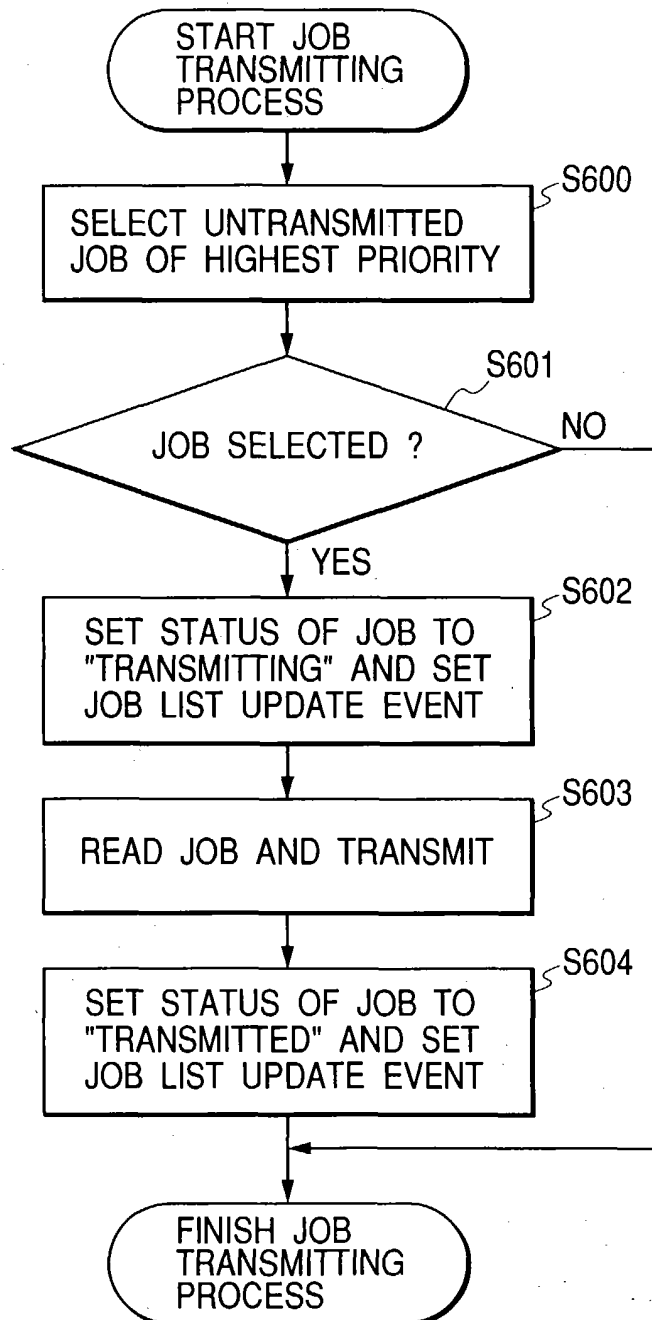 START JOB
TRANSMITTING
PROCESS
S600
SELECT UNTRANSMITTED
JOB OF HIGHEST PRIORITY
S601
JOB SELECTED ?
NO
YES
S602
SET STATUS OF JOB TO
"TRANSMITTING" AND SET
JOB LIST UPDATE EVENT
S603
READ JOB AND TRANSMIT
S604
SET STATUS OF JOB TO
"TRANSMITTED" AND SET
JOB LIST UPDATE EVENT
FINISH JOB
TRANSMITTING
PROCESS